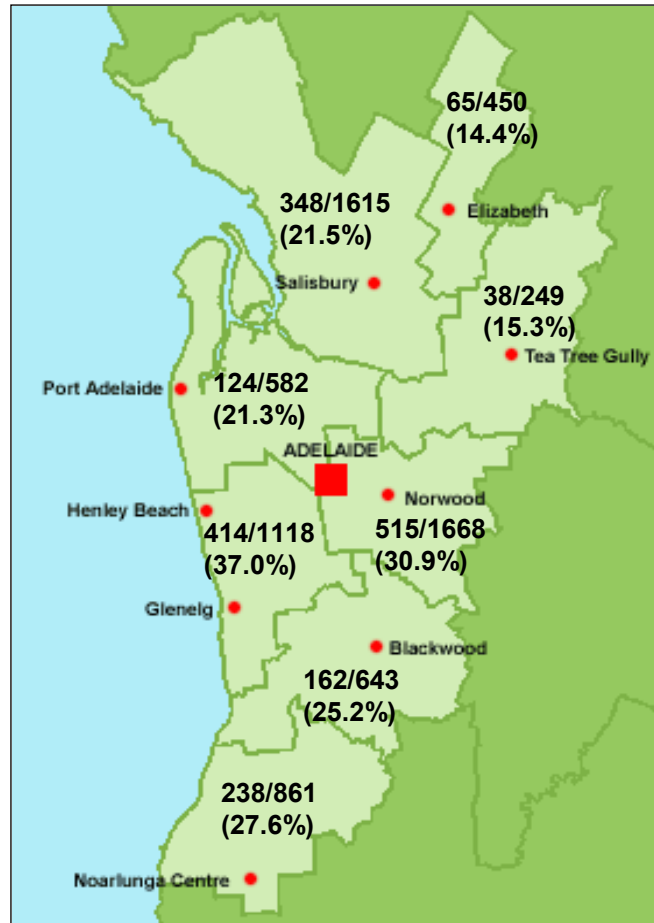 65/450
(14.4%)
348/1615
(21.5%)
Elizabeth
Salisbury
38/249
(15.3%)
Tea Tree Gully
Port Adelaide
124/582
(21.3%)
ADELAIDE
Norwood
Henley Beach
414/1118
(37.0%)
515/1668
(30.9%)
Glenelg
Blackwood
162/643
(25.2%)
238/861
(27.6%)
Noarlunga Centre